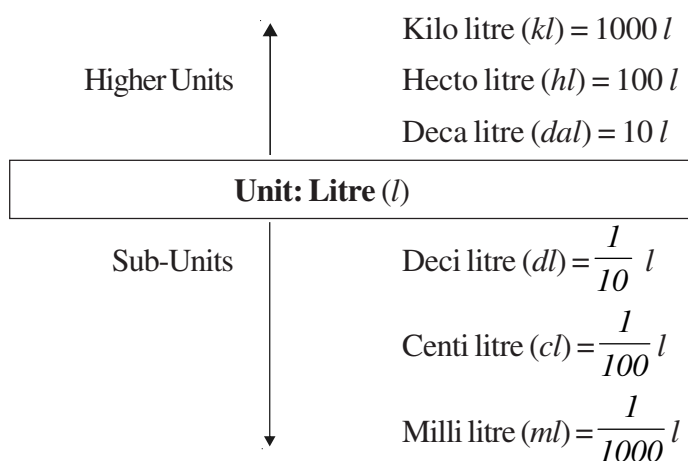 Kilo litre (kl) = 1000 l
Higher Units Hecto litre (hl) = 100 l
Deca litre (dal) = 10 l
Unit: Litre (l)
Sub-Units Deci litre (dl) = 1/10 l
Centi litre (cl) = 1/100 l
Milli litre (ml) = 1/1000 l